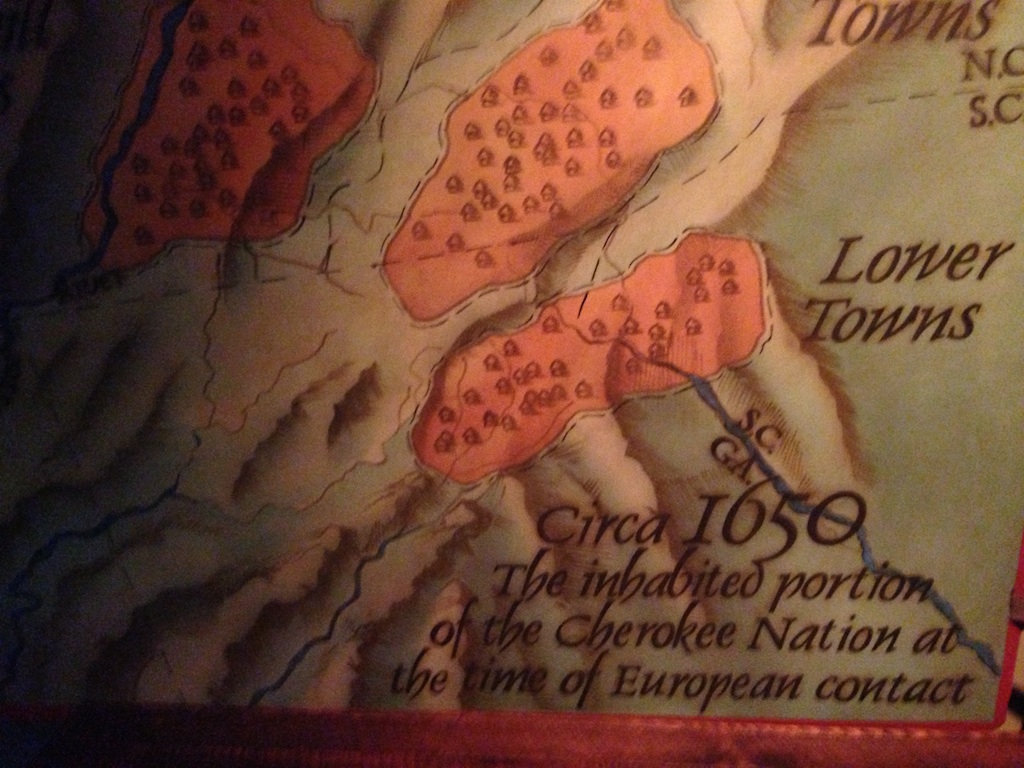 Towns
N.C
S.C
Lower
Towns
River
S.C.
GA.
Circa 1650
The inhabited portion
of the Cherokee Nation at
the time of European contact